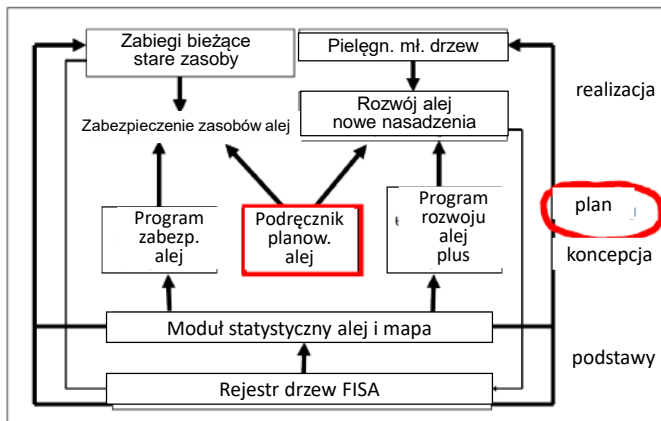 Zabiegi bieżące
stare zasoby
Pielęgn. mł. drzew
realizacja
Zabezpieczenie zasobów alej
Rozwój alej
nowe nasadzenia
Program
zabezp.
alej
Podręcznik
planow.
alej
Program
rozwoju
alej
plus
plan
koncepcja
Moduł statystyczny alej i mapa
podstawy
Rejestr drzew FISA